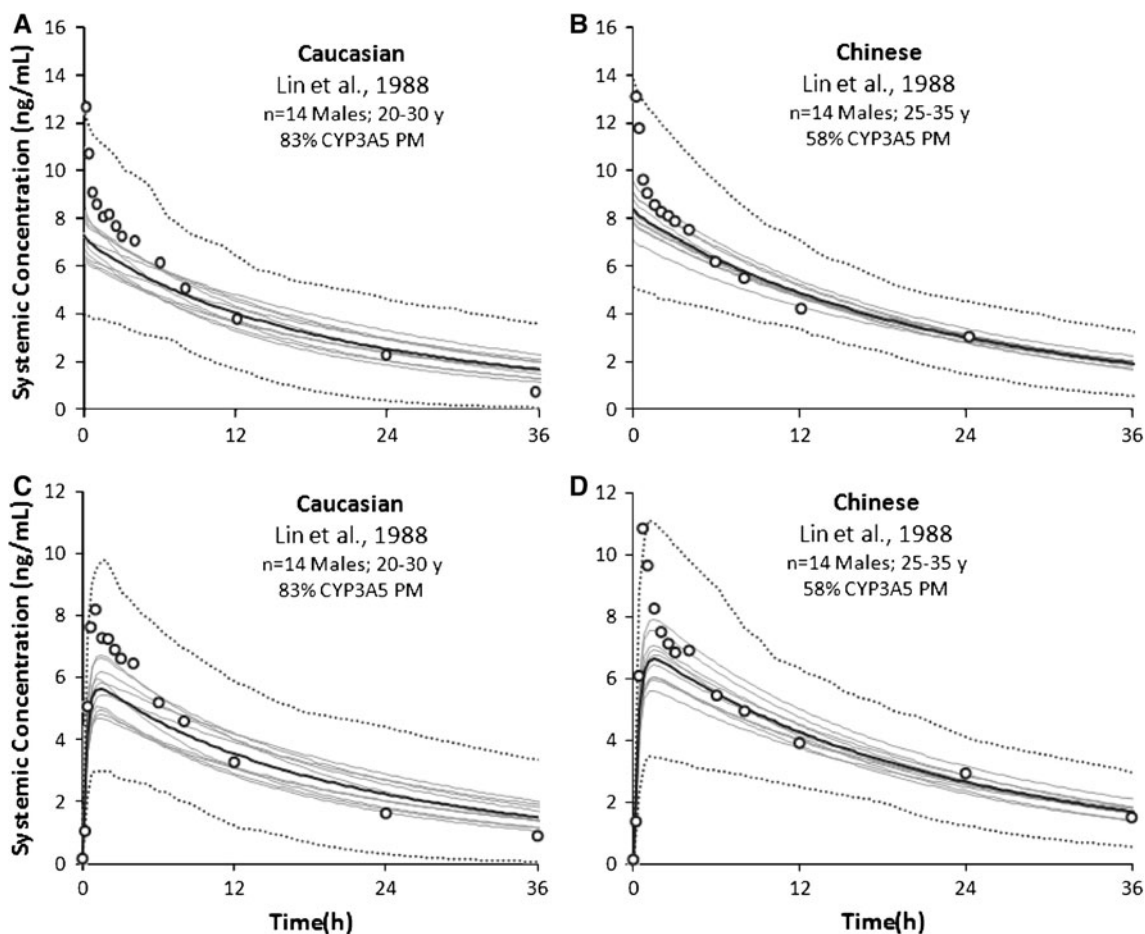 A
Systemic Concentration (ng/mL)
16
14
12
10
8
6
4
2
0
0 12 24 36
Caucasian
Lin et al., 1988
n=14 Males; 20-30 y
83% CYP3A5 PM
B
16
14
12
10
8
6
4
2
0
0 12 24 36
Chinese
Lin et al., 1988
n=14 Males; 25-35 y
58% CYP3A5 PM
C
Systemic Concentration (ng/mL)
12
10
8
6
4
2
0
0 12 24 36
Time(h)
Caucasian
Lin et al., 1988
n=14 Males; 20-30 y
83% CYP3A5 PM
D
12
10
8
6
4
2
0
0 12 24 36
Time(h)
Chinese
Lin et al., 1988
n=14 Males; 25-35 y
58% CYP3A5 PM